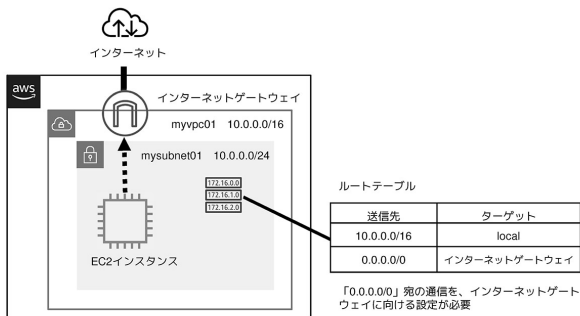 インターネット
aws
インターネットゲートウェイ
myvpc01 10.0.0.0/16
mysubnet01 10.0.0.0/24
172.16.0.0
172.16.1.0
172.16.2.0
EC2インスタンス
ルートテーブル
送信先 ターゲット
10.0.0.0/16 local
0.0.0.0/0 インターネットゲートウェイ
「0.0.0.0/0」宛の通信を、インターネットゲート
ウェイに向ける設定が必要